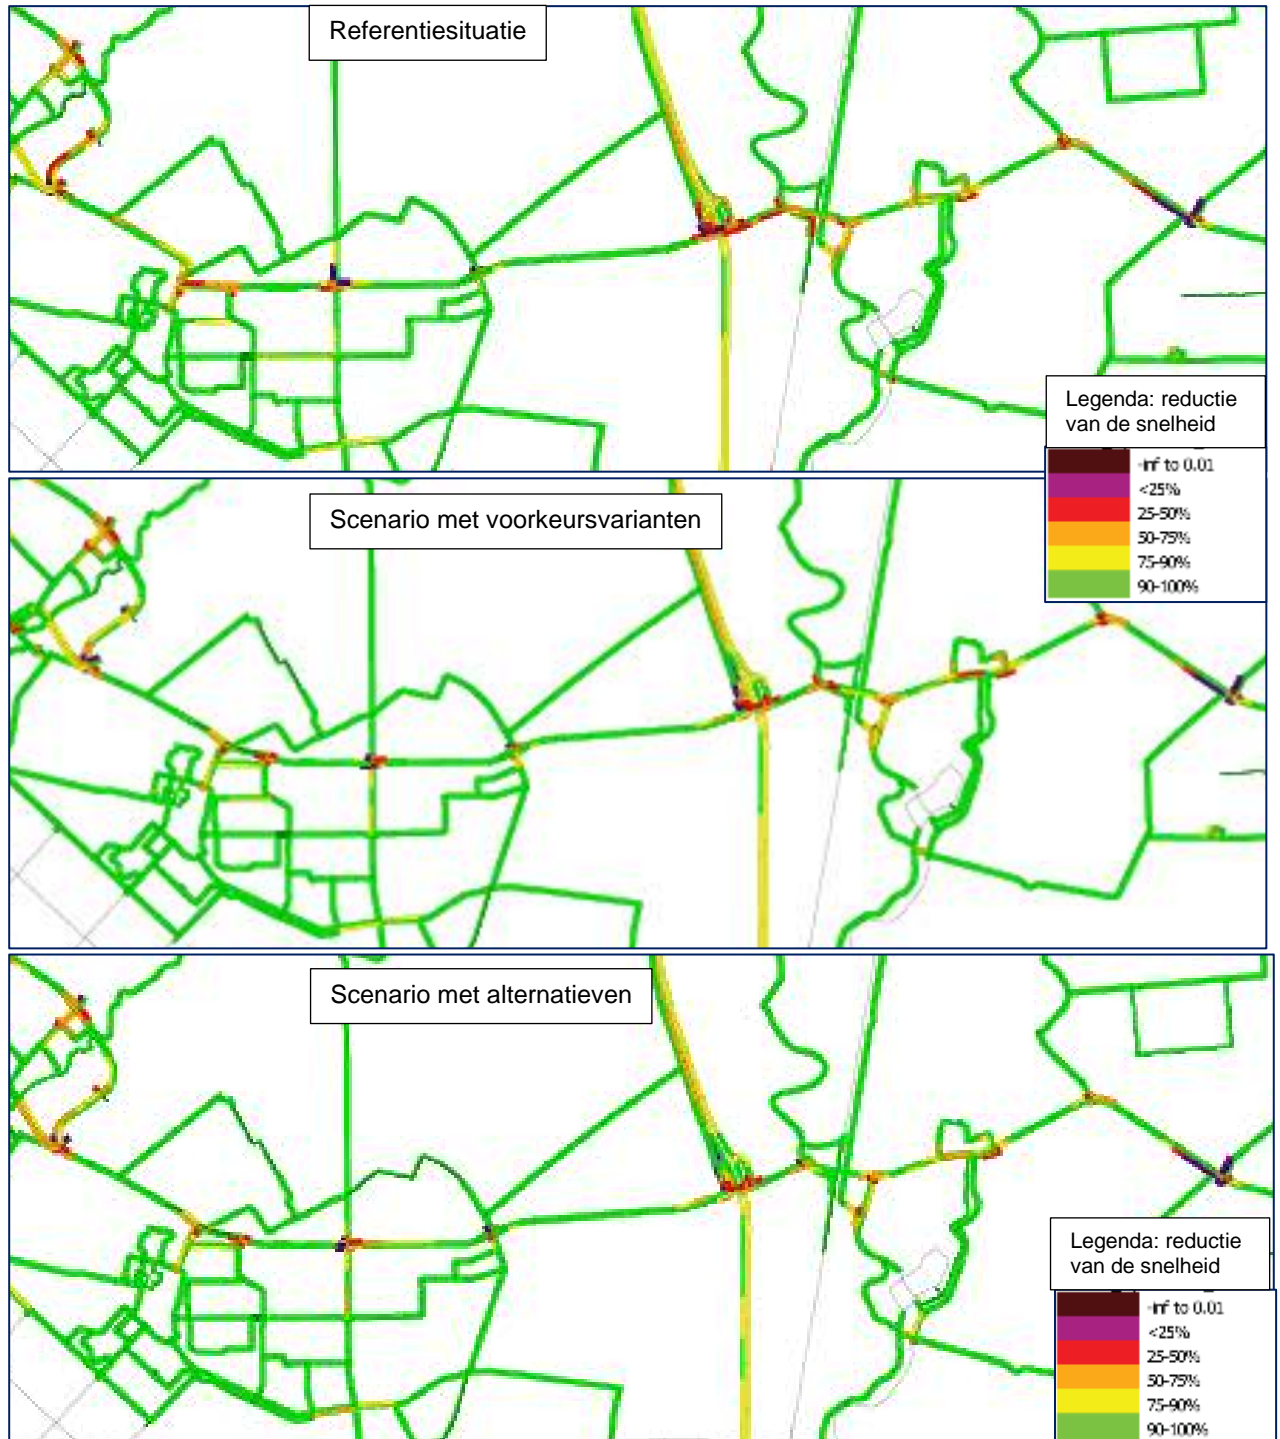 Referentiesituatie
Legenda: reductie
van de snelheid
-inf to 0.01
<25%
25-50%
50-75%
75-90%
90-100%
Scenario met voorkeursvarianten
Scenario met alternatieven
Legenda: reductie
van de snelheid
-inf to 0.01
<25%
25-50%
50-75%
75-90%
90-100%